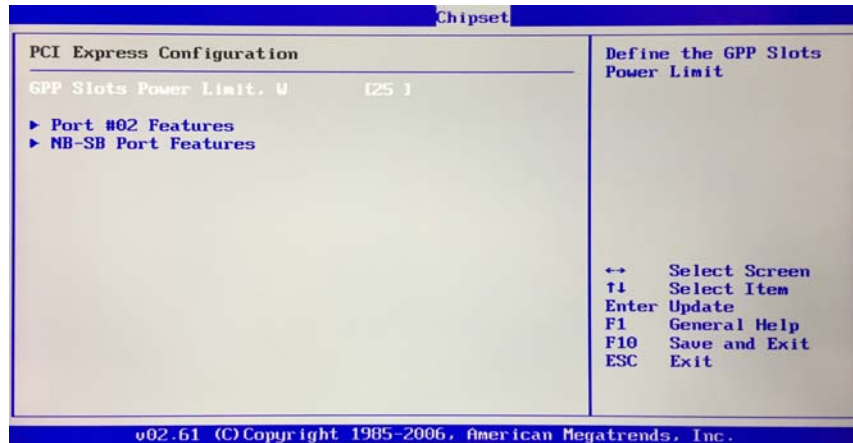 Chipset
PCI Express Configuration
GPP Slots Power Limit, W [25 ]
► Port #02 Features
► NB-SB Port Features
Define the GPP Slots
Power Limit
↔ Select Screen
↑↓ Select Item
Enter Update
F1 General Help
F10 Save and Exit
ESC Exit
v02.61 (C)Copyright 1985-2006, American Megatrends, Inc.